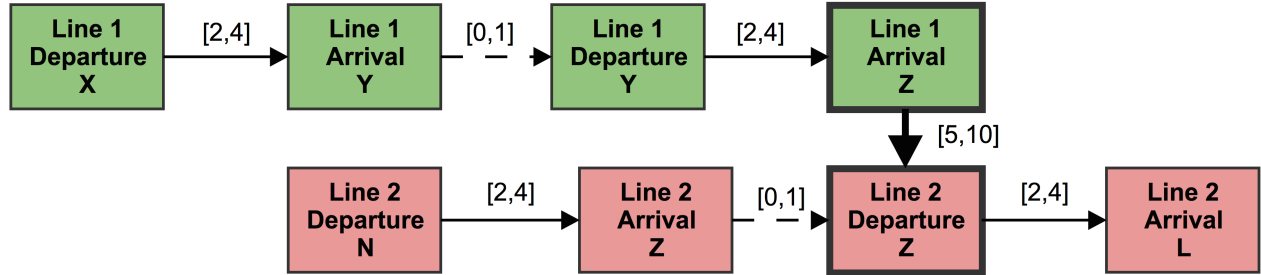 Line 1
Departure
X
[2,4]
Line 1
Arrival
Y
[0,1]
Line 1
Departure
Y
[2,4]
Line 1
Arrival
Z
[5,10]
Line 2
Departure
N
[2,4]
Line 2
Arrival
Z
[0,1]
Line 2
Departure
Z
[2,4]
Line 2
Arrival
L